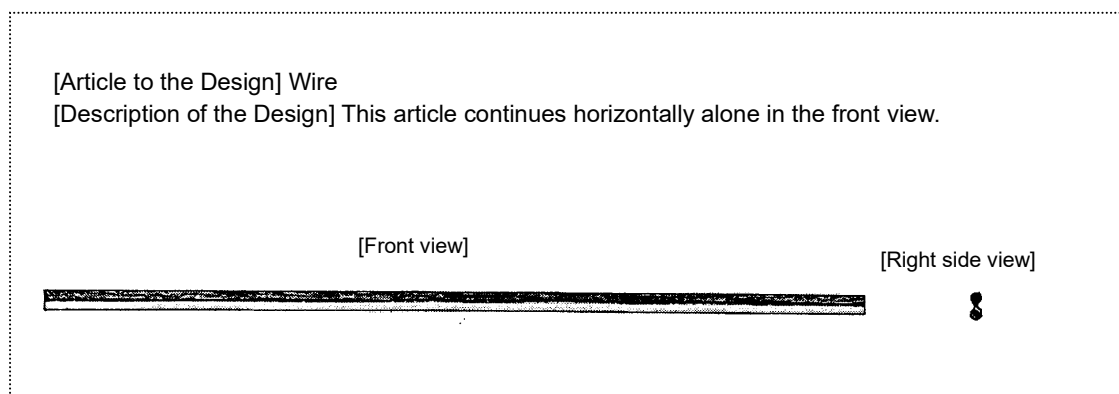 [Article to the Design] Wire
[Description of the Design] This article continues horizontally alone in the front view.
[Front view]
[Right side view]